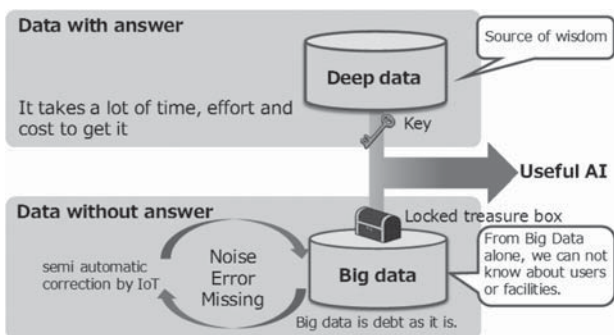 Data with answer
Source of wisdom
Deep data
It takes a lot of time, effort and
cost to get it
Key
Useful AI
Data without answer
Locked treasure box
semi automatic
correction by IoT
Noise
Error
Missing
Big data
From Big Data
alone, we can not
know about users
or facilities.
Big data is debt as it is.